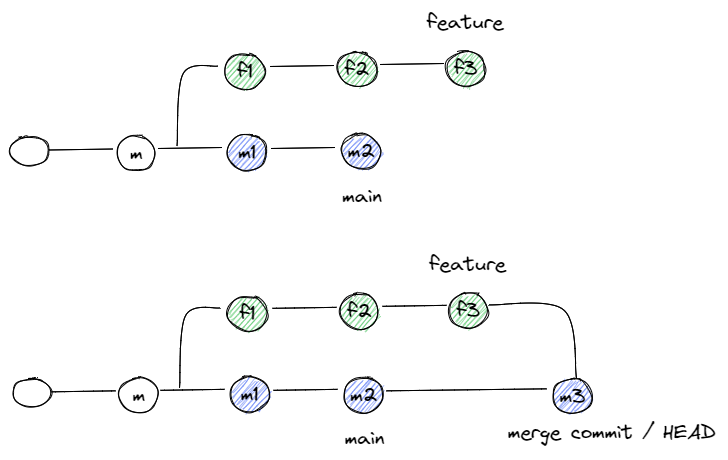 feature
f1 f2 f3
m m1 m2
main
feature
f1 f2 f3
m m1 m2 m3
main merge commit / HEAD